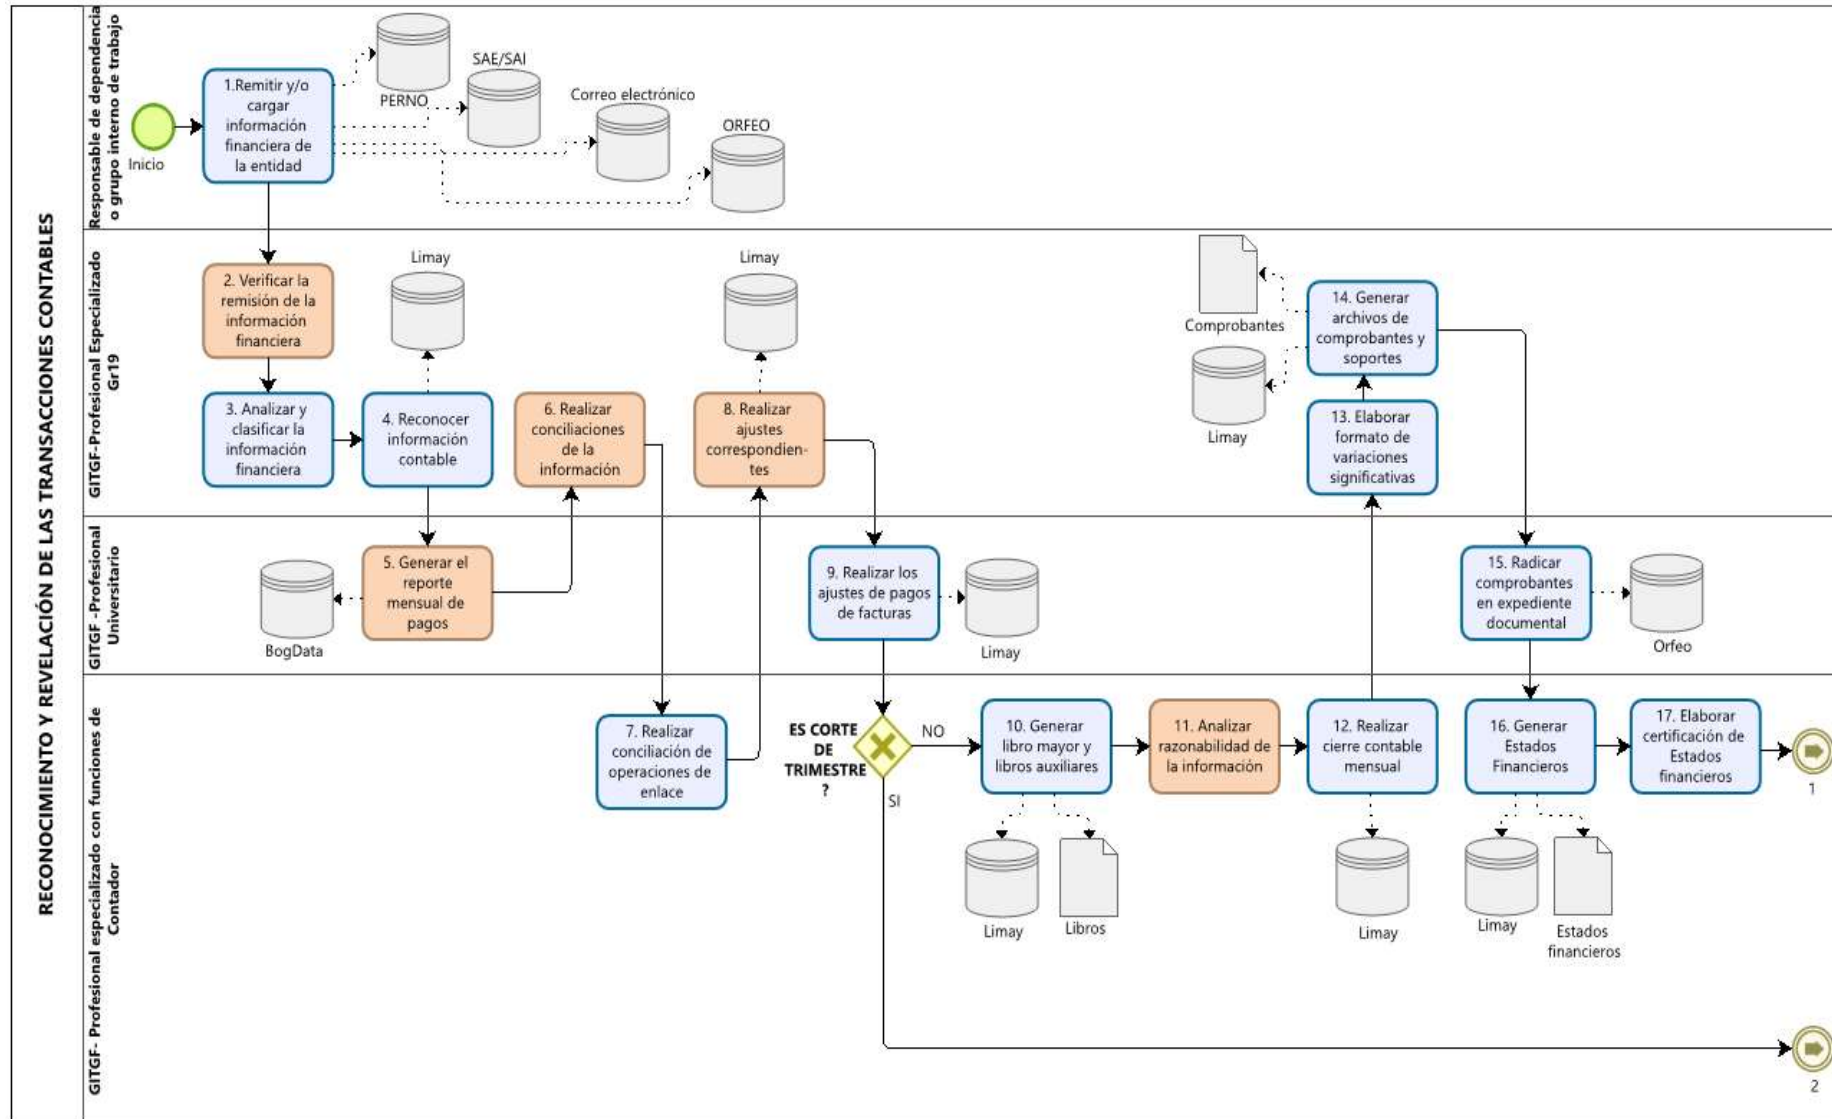 RECONOCIMIENTO Y REVELACIÓN DE LAS TRANSACCIONES CONTABLES
Responsable de dependencia
o grupo interno de trabajo
Inicio
1.Remitir y/o
cargar
información
financiera de
la entidad
PERNO
SAE/SAI
Correo electrónico
ORFEO
GITGF-Profesional Especializado
Gr19
2. Verificar la
remisión de la
información
financiera
3. Analizar y
clasificar la
información
financiera
Limay
4. Reconocer
información
contable
6. Realizar
conciliaciones
de la
información
Limay
8. Realizar
ajustes
correspondien-
tes
Comprobantes
Limay
14. Generar
archivos de
comprobantes y
soportes
13. Elaborar
formato de
variaciones
significativas
GITGF -Profesional
Universitario
BogData
5. Generar el
reporte
mensual de
pagos
9. Realizar los
ajustes de pagos
de facturas
Limay
15. Radicar
comprobantes
en expediente
documental
Orfeo
GITGF- Profesional especializado con funciones de
Contador
7. Realizar
conciliación de
operaciones de
enlace
ES CORTE
DE
TRIMESTRE
?
NO
SI
10. Generar
libro mayor y
libros auxiliares
Limay
Libros
11. Analizar
razonabilidad de
la información
12. Realizar
cierre contable
mensual
Limay
16. Generar
Estados
Financieros
Limay
Estados
financieros
17. Elaborar
certificación de
Estados
financieros
1
2